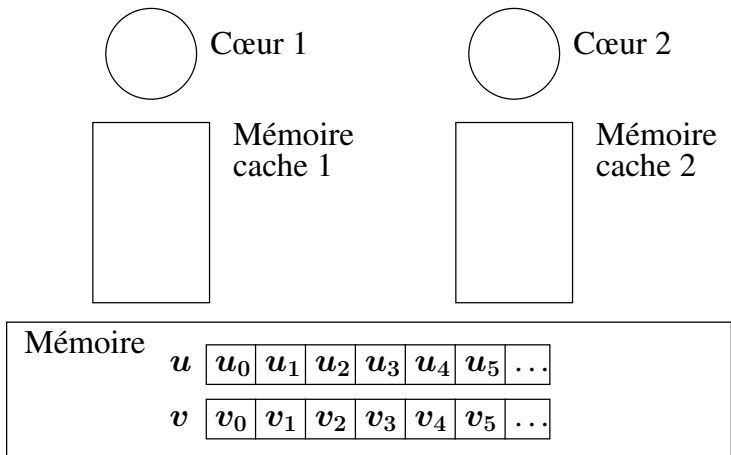 Cœur 1 Cœur 2
Mémoire cache 1
Mémoire cache 2
Mémoire
u u₀ u₁ u₂ u₃ u₄ u₅ ...
v v₀ v₁ v₂ v₃ v₄ v₅ ...